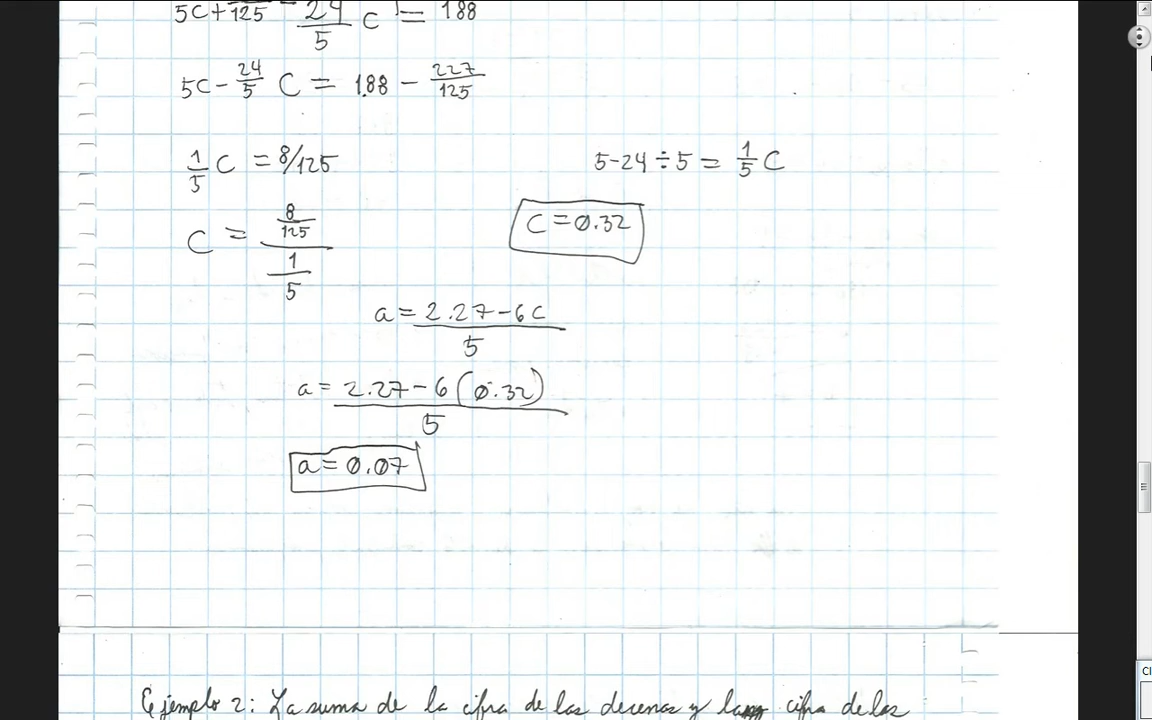 5C + /125 - 24/5 C = 188
5C - 24/5 C = 1.88 - 227/125
1/5 C = 8/125
5-24÷5 = 1/5 C
C = 8/125 / 1/5
C = 0.32
a = 2.27 - 6C / 5
a = 2.27 - 6(0.32) / 5
a = 0.07
Ejemplo 2: La suma de la cifra de las decenas y la cifra de las